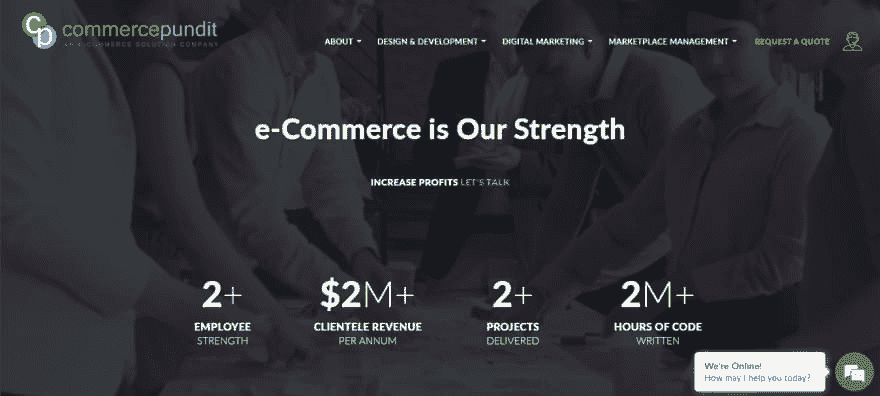 cp commercepundit
AN E-COMMERCE SOLUTION COMPANY
ABOUT DESIGN & DEVELOPMENT DIGITAL MARKETING MARKETPLACE MANAGEMENT REQUEST A QUOTE
e-Commerce is Our Strength
INCREASE PROFITS LET'S TALK
2+ $2M+ 2+ 2M+
EMPLOYEE CLIENTELE REVENUE PROJECTS HOURS OF CODE
STRENGTH PER ANNUM DELIVERED WRITTEN
We're Online!
How may I help you today?